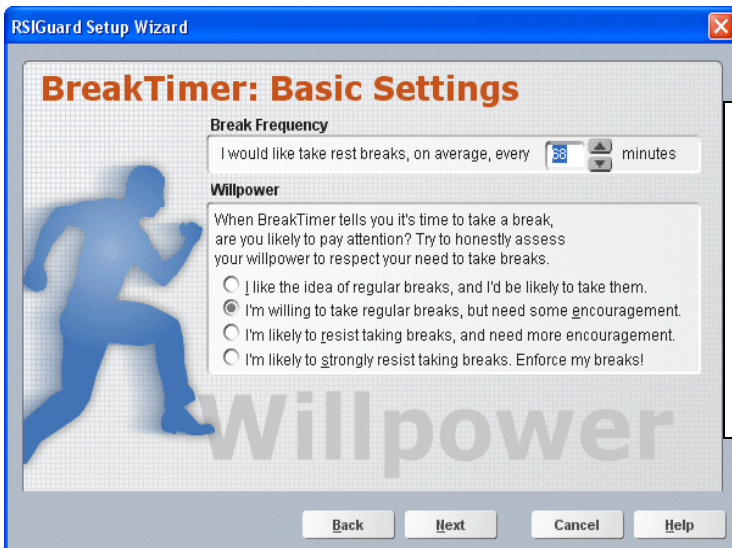 RSIGuard Setup Wizard
BreakTimer: Basic Settings
Break Frequency
I would like take rest breaks, on average, every 68 minutes
Willpower
When BreakTimer tells you it's time to take a break,
are you likely to pay attention? Try to honestly assess
your willpower to respect your need to take breaks.
I like the idea of regular breaks, and I'd be likely to take them.
I'm willing to take regular breaks, but need some encouragement.
I'm likely to resist taking breaks, and need more encouragement.
I'm likely to strongly resist taking breaks. Enforce my breaks!
Willpower
Back Next Cancel Help